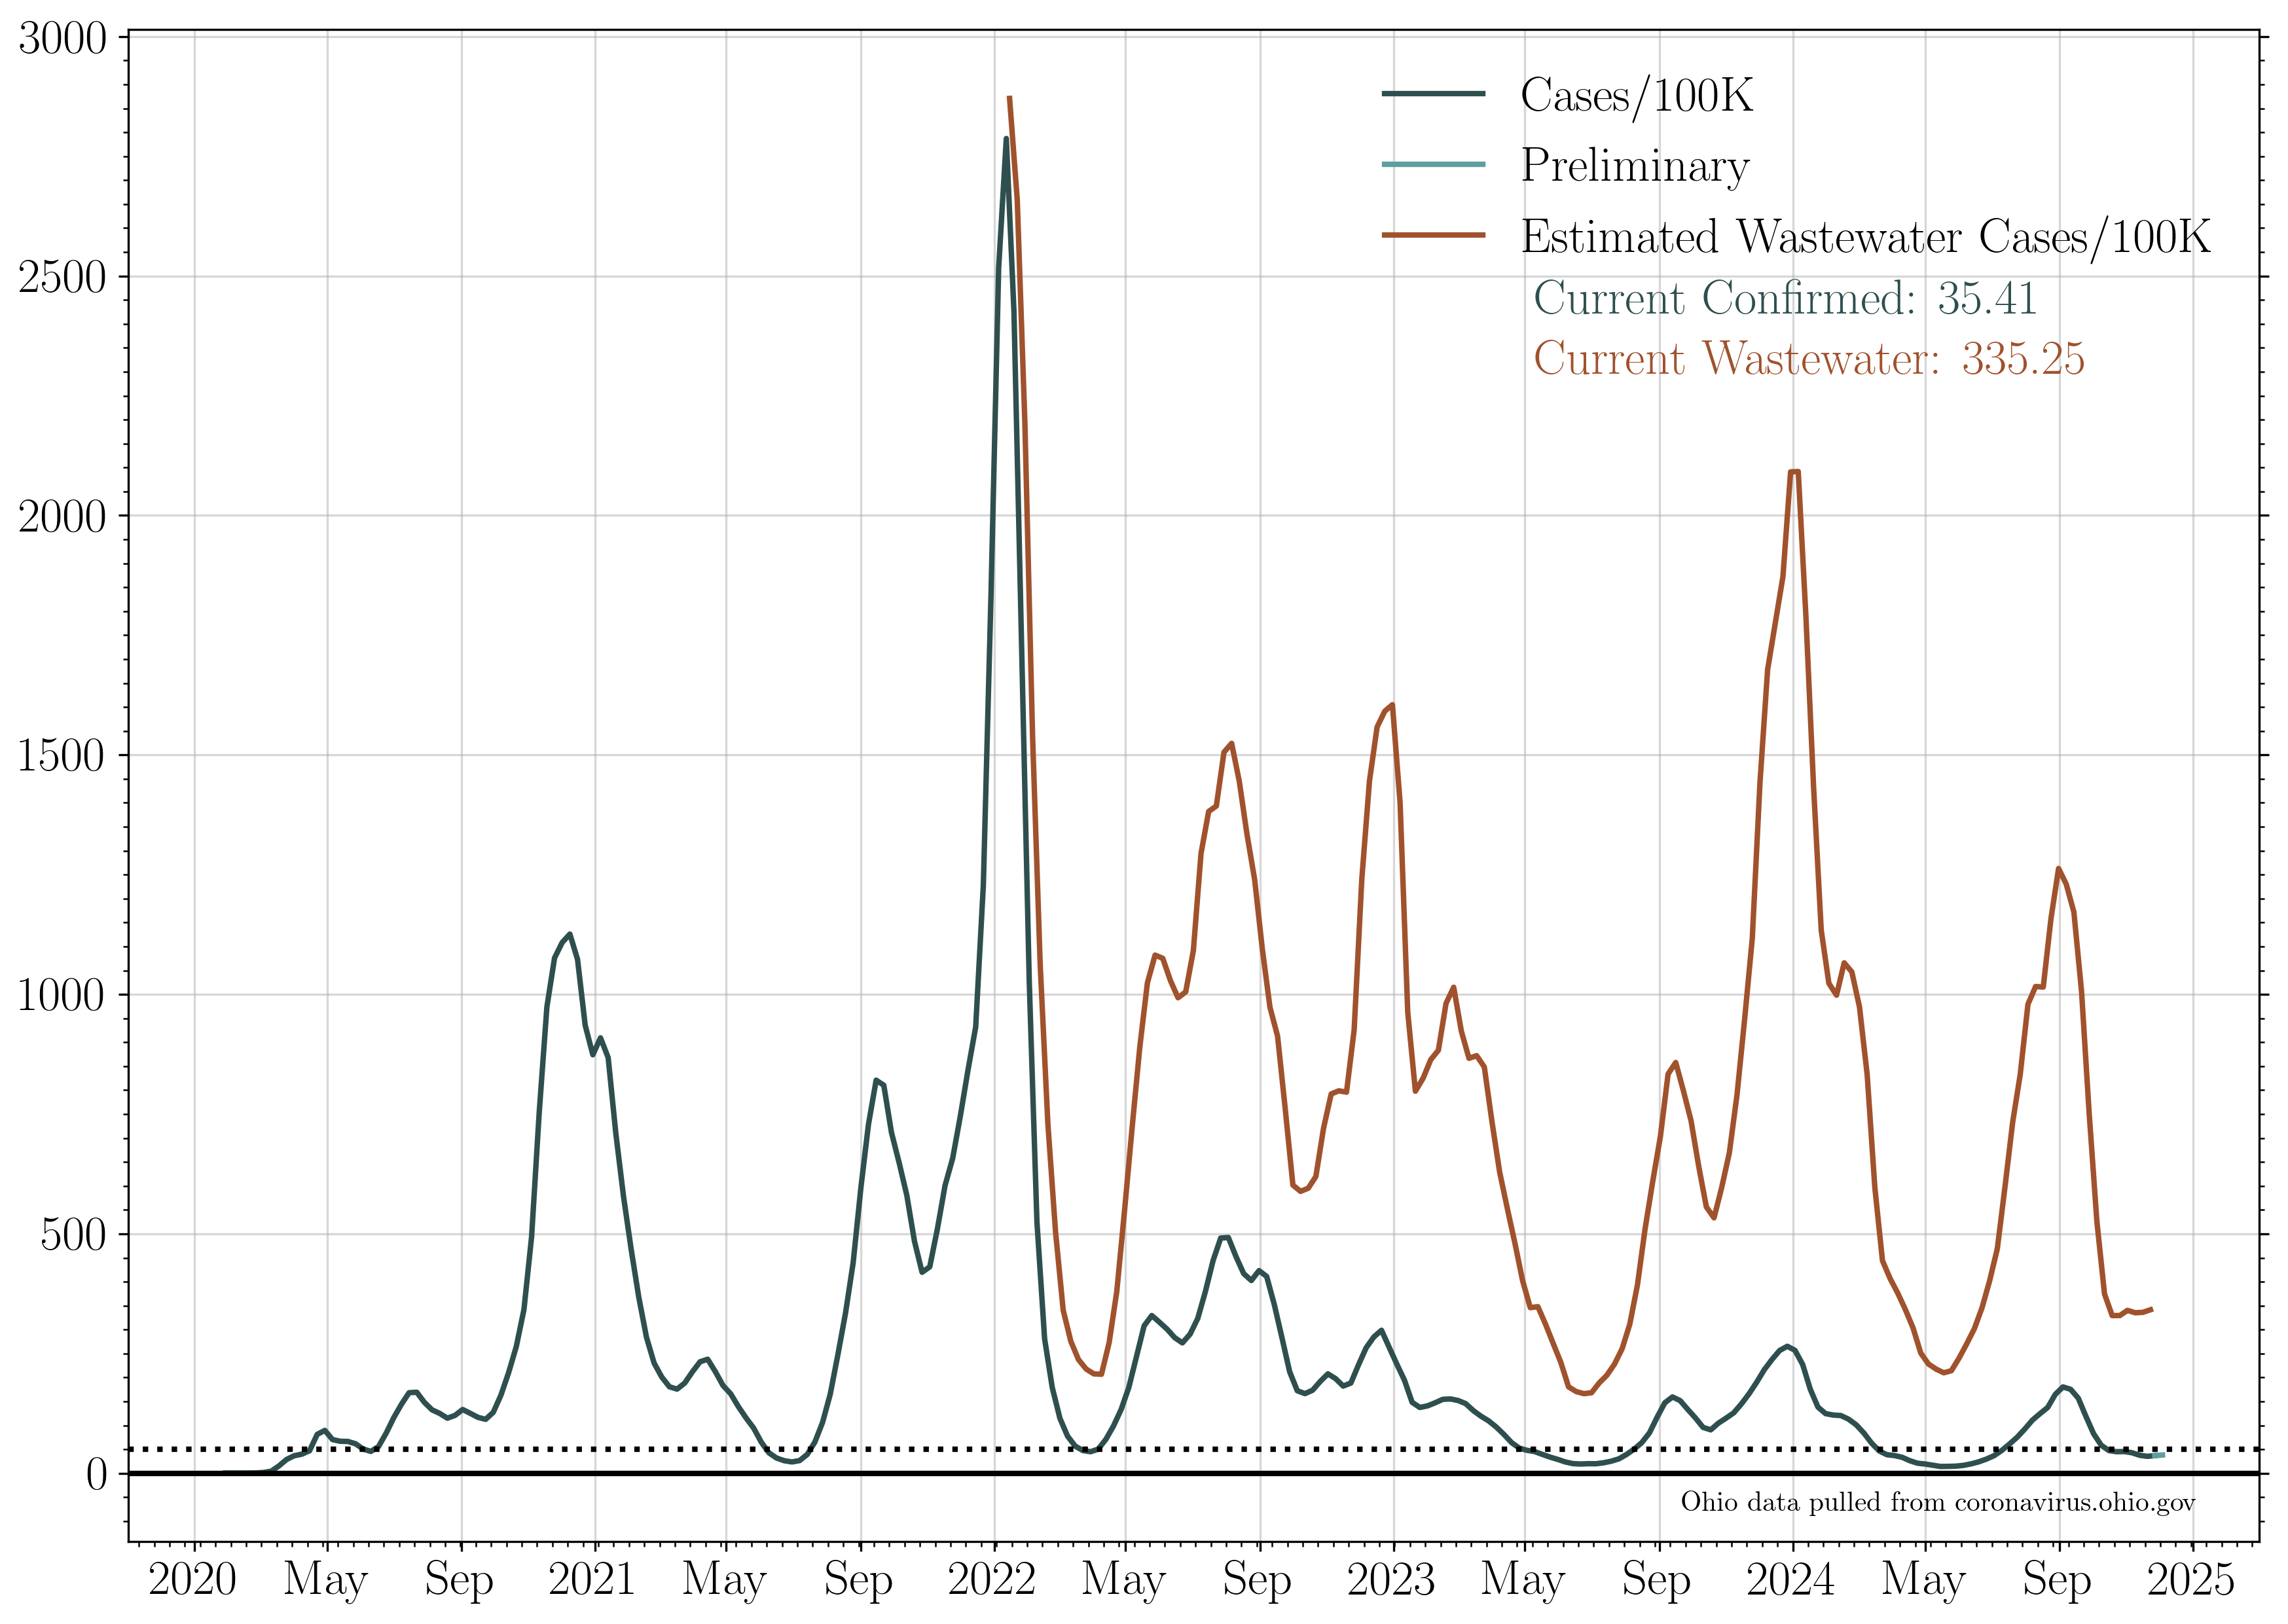 3000
2500
2000
1500
1000
500
0
Cases/100K
Preliminary
Estimated Wastewater Cases/100K
Current Confirmed: 35.41
Current Wastewater: 335.25
Ohio data pulled from coronavirus.ohio.gov
2020 May Sep 2021 May Sep 2022 May Sep 2023 May Sep 2024 May Sep 2025